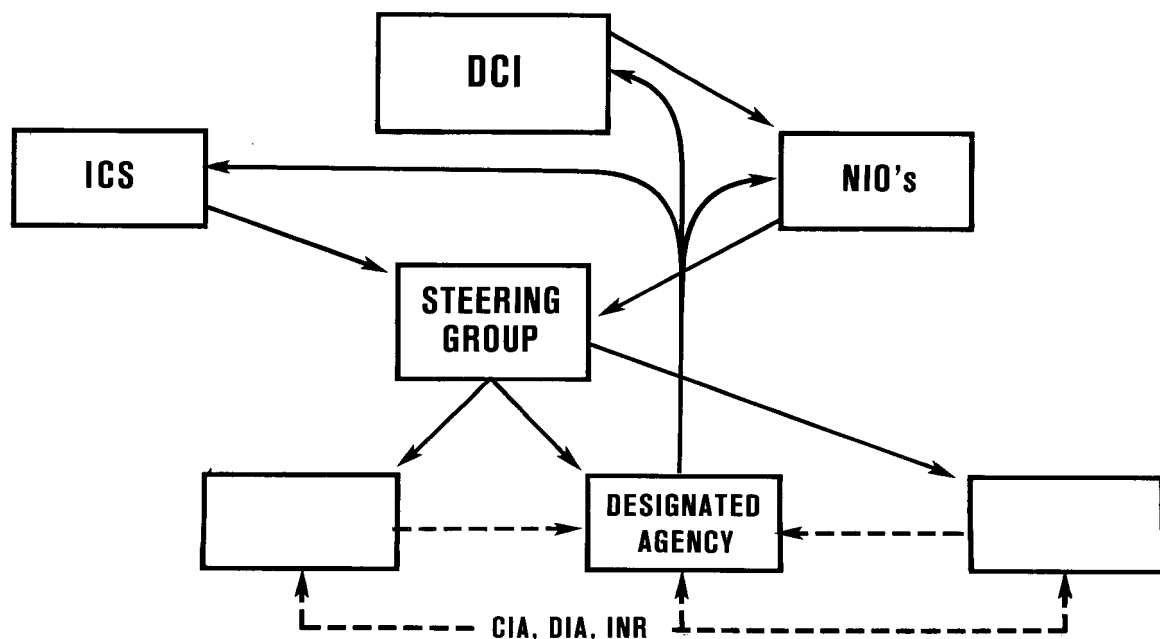 DCI
ICS
NIO's
STEERING
GROUP
DESIGNATED
AGENCY
CIA, DIA, INR